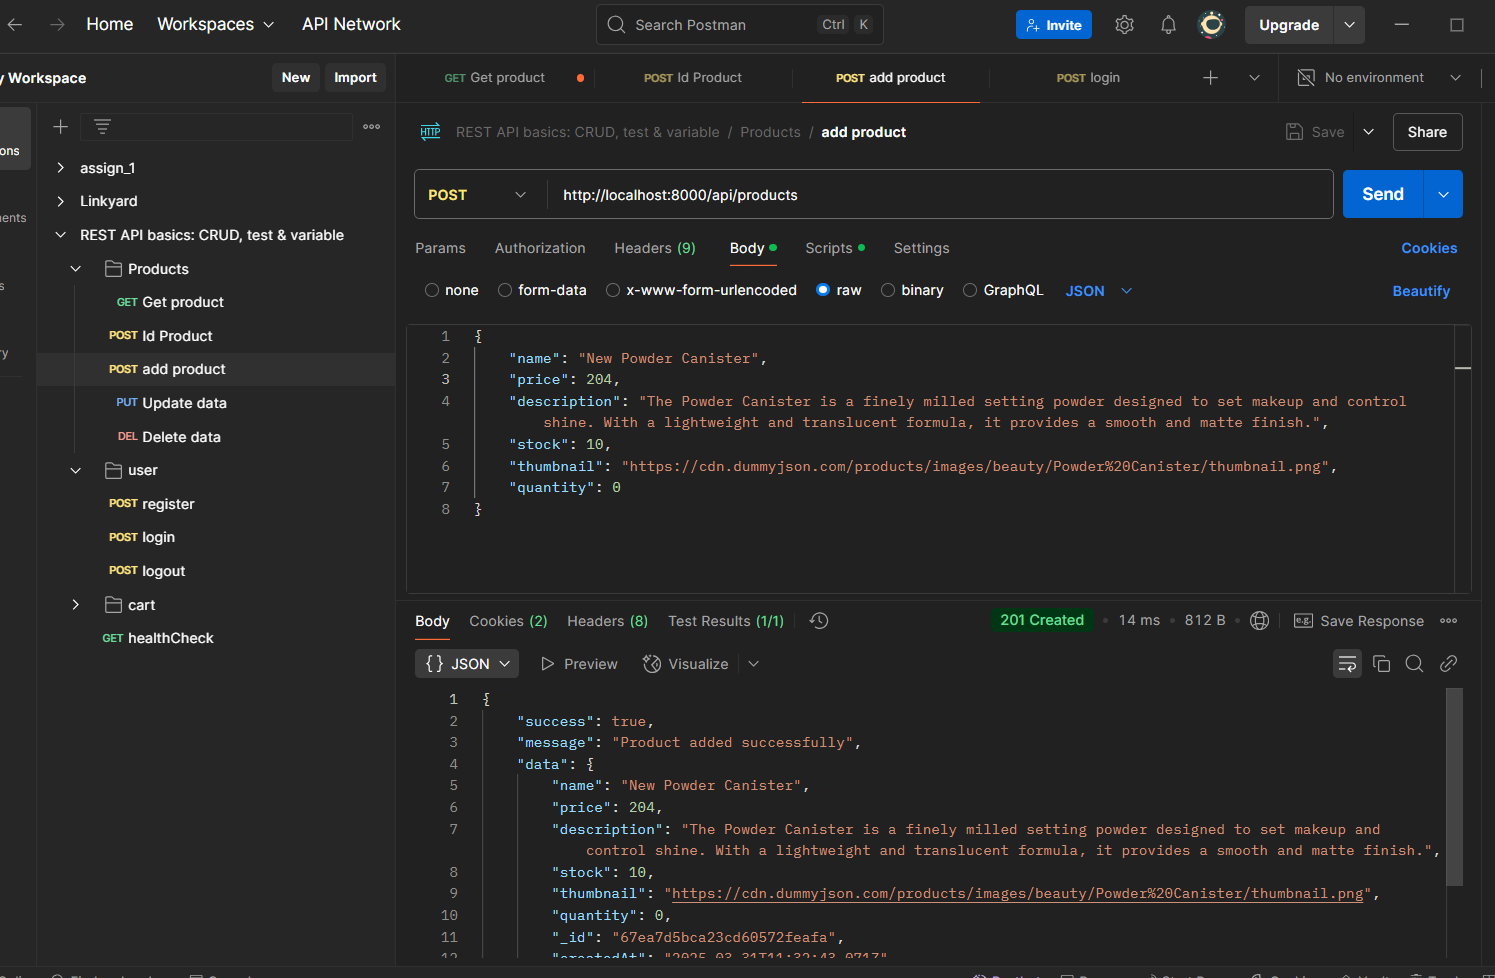 Home
Workspaces
API Network
Search Postman
Ctrl
K
Invite
Upgrade
y Workspace
New
Import
GET Get product
POST Id Product
POST add product
POST login
No environment
ons
ents
s
ry
assign_1
Linkyard
REST API basics: CRUD, test & variable
Products
GET Get product
POST Id Product
POST add product
PUT Update data
DEL Delete data
user
POST register
POST login
POST logout
cart
GET healthCheck
HTTP
REST API basics: CRUD, test & variable / Products / add product
Save
Share
POST
http://localhost:8000/api/products
Send
Params
Authorization
Headers (9)
Body
Scripts
Settings
Cookies
none
form-data
x-www-form-urlencoded
raw
binary
GraphQL
JSON
Beautify
1 {
2 "name": "New Powder Canister",
3 "price": 204,
4 "description": "The Powder Canister is a finely milled setting powder designed to set makeup and control
shine. With a lightweight and translucent formula, it provides a smooth and matte finish.",
5 "stock": 10,
6 "thumbnail": "https://cdn.dummyjson.com/products/images/beauty/Powder%20Canister/thumbnail.png",
7 "quantity": 0
8 }
Body
Cookies (2)
Headers (8)
Test Results (1/1)
201 Created
14 ms
812 B
e.g.
Save Response
{} JSON
Preview
Visualize
1 {
2 "success": true,
3 "message": "Product added successfully",
4 "data": {
5 "name": "New Powder Canister",
6 "price": 204,
7 "description": "The Powder Canister is a finely milled setting powder designed to set makeup and
control shine. With a lightweight and translucent formula, it provides a smooth and matte finish.",
8 "stock": 10,
9 "thumbnail": "https://cdn.dummyjson.com/products/images/beauty/Powder%20Canister/thumbnail.png",
10 "quantity": 0,
11 "_id": "67ea7d5bca23cd60572feafa",
12 "createdAt": "2025-03-31T11:32:43.071Z"